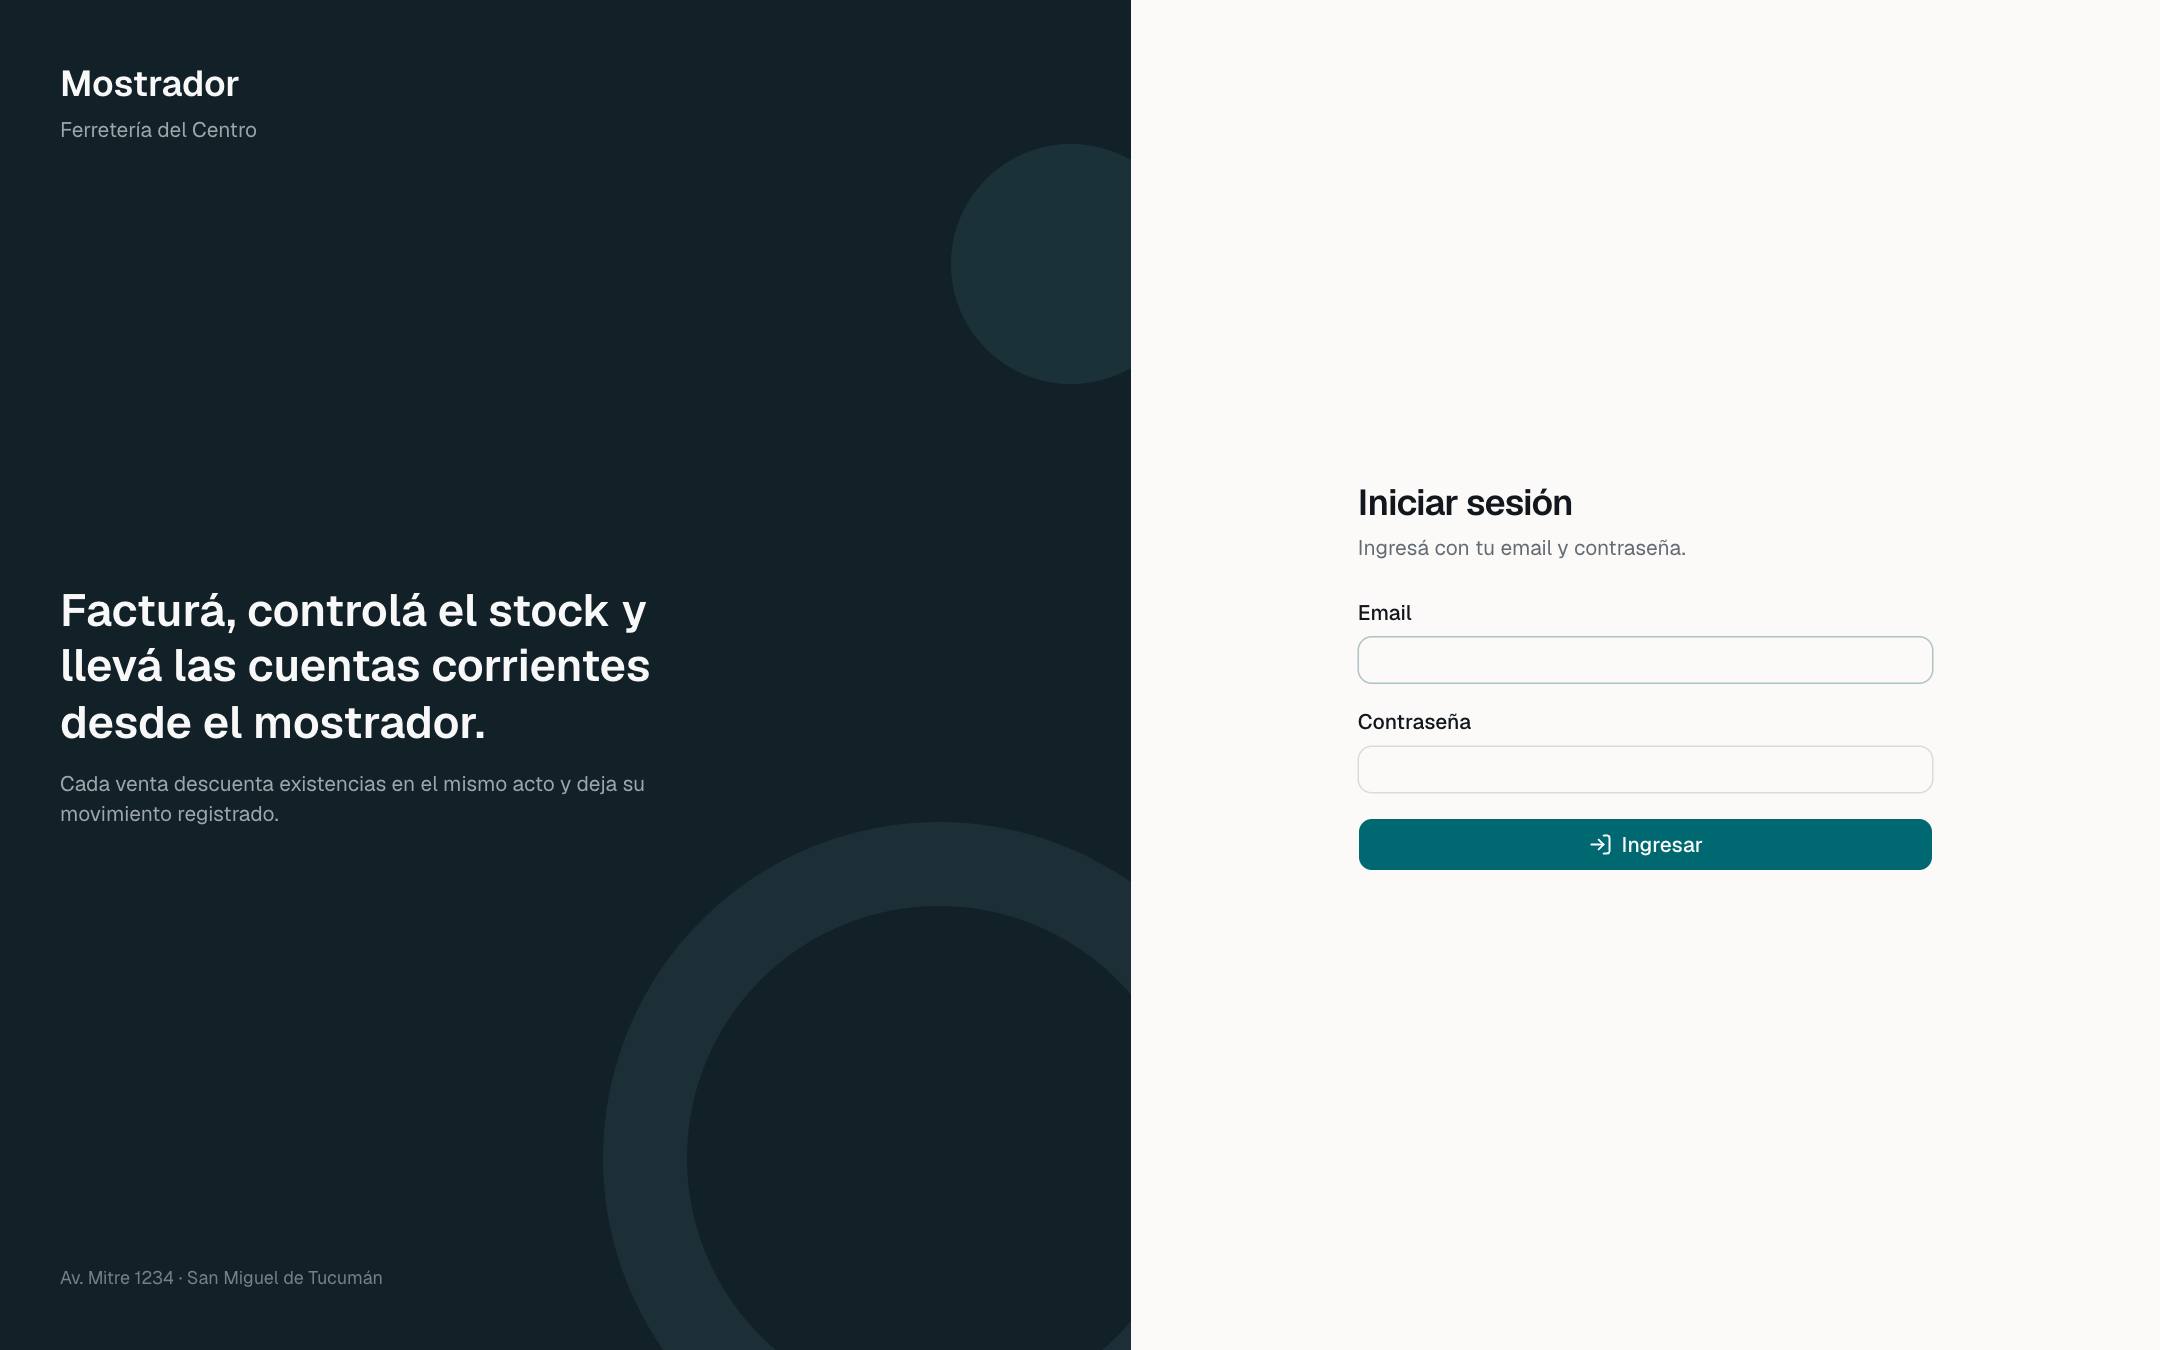 Mostrador
Ferretería del Centro
Facturá, controlá el stock y
llevá las cuentas corrientes
desde el mostrador.
Cada venta descuenta existencias en el mismo acto y deja su
movimiento registrado.
Av. Mitre 1234 · San Miguel de Tucumán
Iniciar sesión
Ingresá con tu email y contraseña.
Email
Contraseña
Ingresar